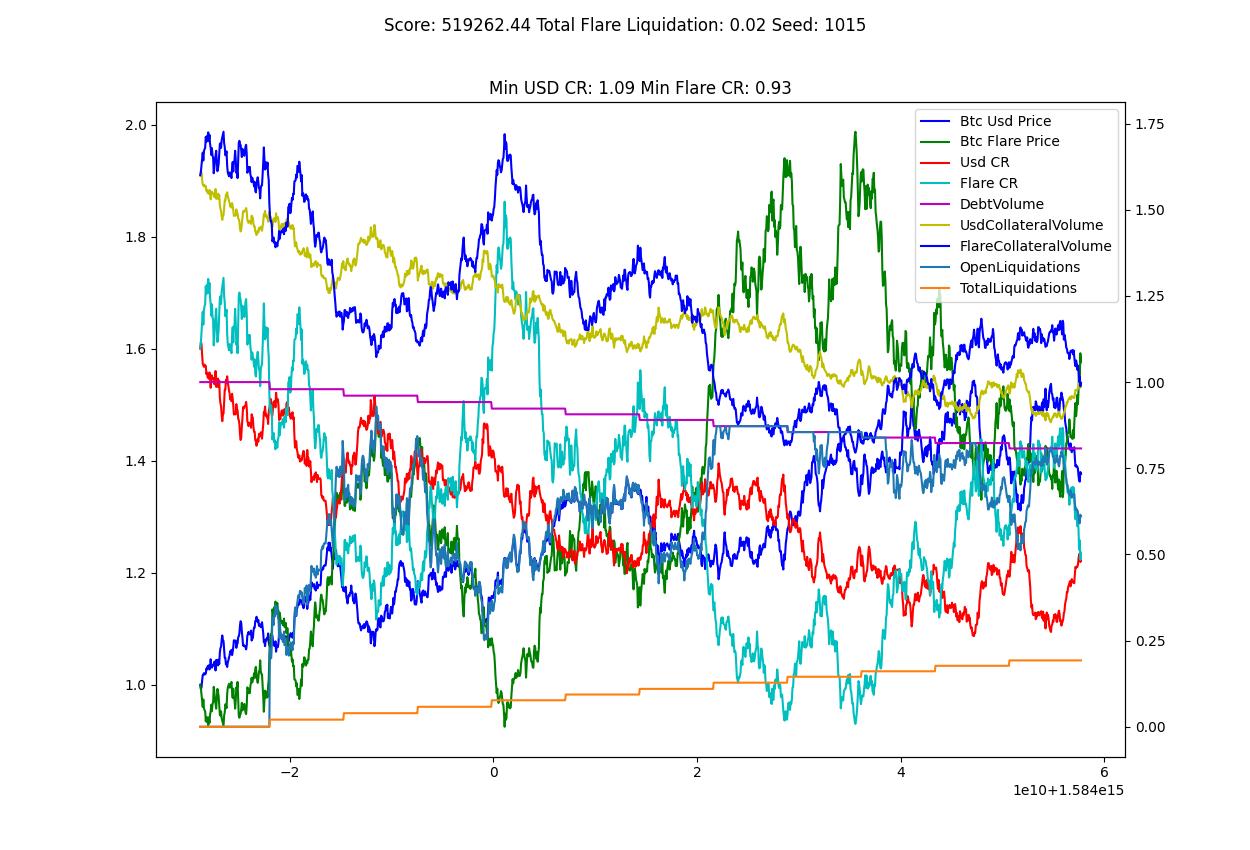 Score: 519262.44 Total Flare Liquidation: 0.02 Seed: 1015
Min USD CR: 1.09 Min Flare CR: 0.93
2.0
1.8
1.6
1.4
1.2
1.0
1.75
1.50
1.25
1.00
0.75
0.50
0.25
0.00
Btc Usd Price
Btc Flare Price
Usd CR
Flare CR
DebtVolume
UsdCollateralVolume
FlareCollateralVolume
OpenLiquidations
TotalLiquidations
−2
0
2
4
6
1e10+1.584e15